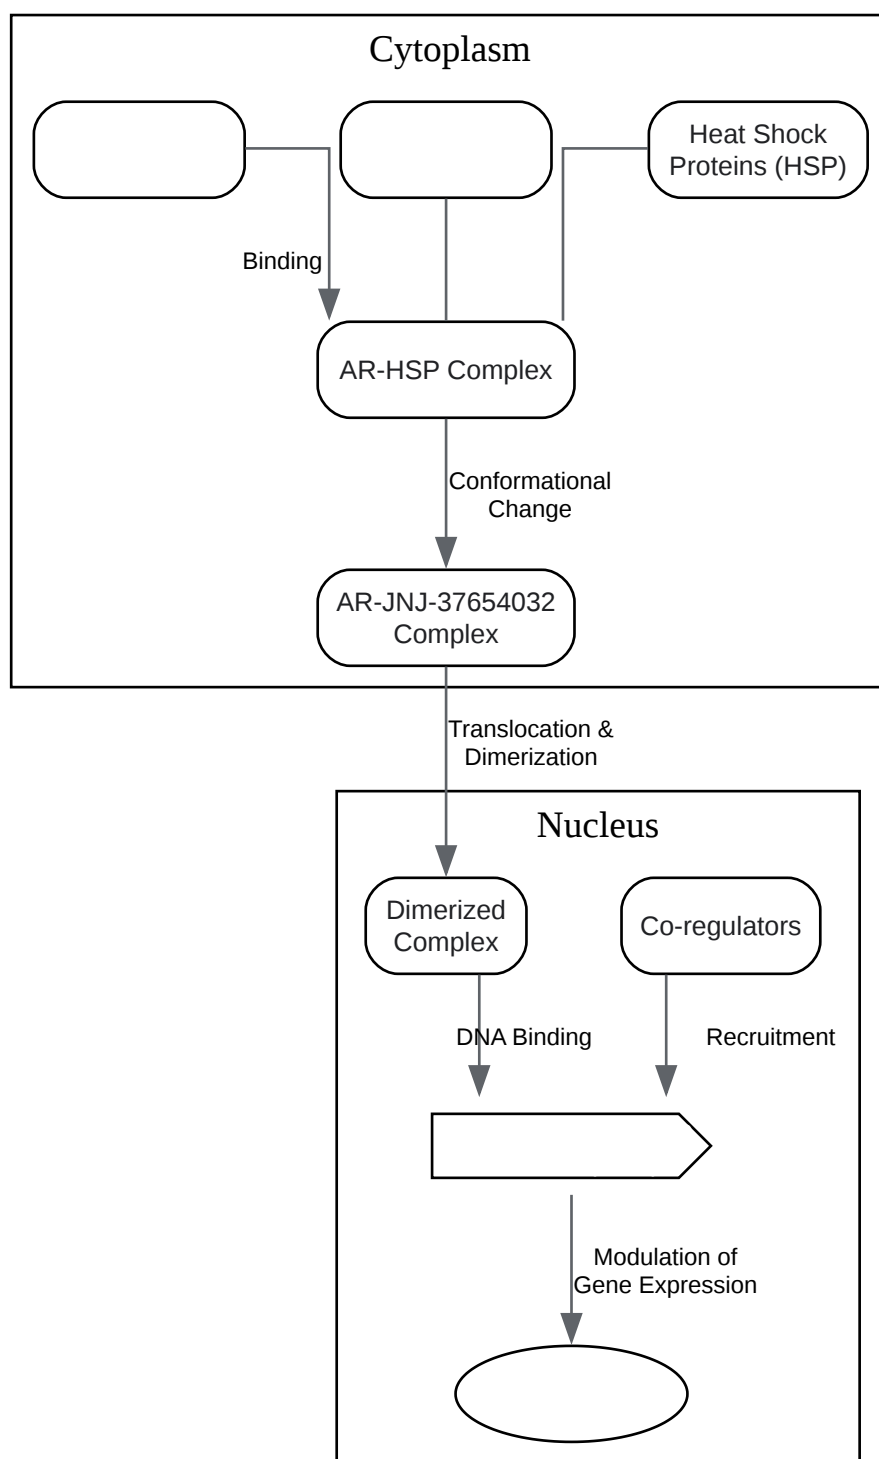 Cytoplasm
Heat Shock
Proteins (HSP)
Binding
AR-HSP Complex
Conformational
Change
AR-JNJ-37654032
Complex
Translocation &
Dimerization
Nucleus
Dimerized
Complex
Co-regulators
DNA Binding
Recruitment
Modulation of
Gene Expression